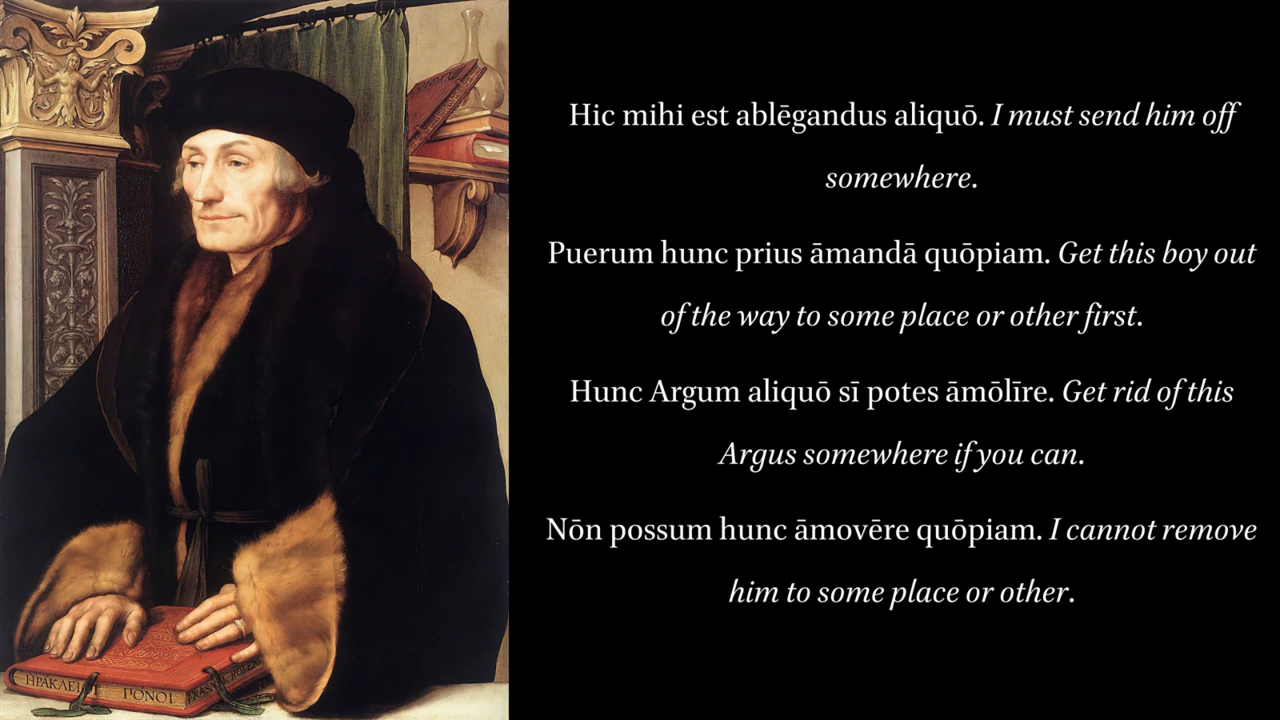 Hic mihi est ablēgandus aliquō. I must send him off
somewhere.
Puerum hunc prius āmandā quōpiam. Get this boy out
of the way to some place or other first.
Hunc Argum aliquō sī potes āmōlīre. Get rid of this
Argus somewhere if you can.
Nōn possum hunc āmovēre quōpiam. I cannot remove
him to some place or other.
ΗΡΑΚΛΕΙ ΠΟΝΟΙ